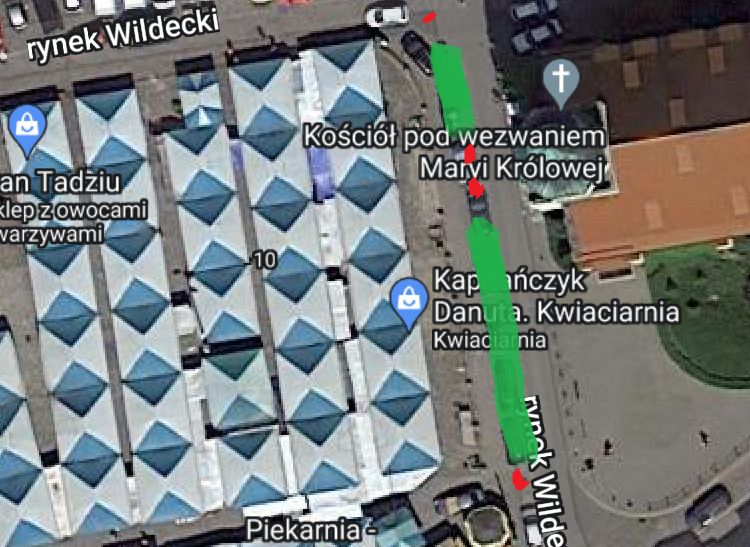 rynek Wildecki
Kościół pod wezwaniem
Maryi Królowej
an Tadziu
klep z owocami
warzywami
10
Danuta. Kwiaciarnia
Kwiaciarnia
rynek Wilde
Piekarnia -